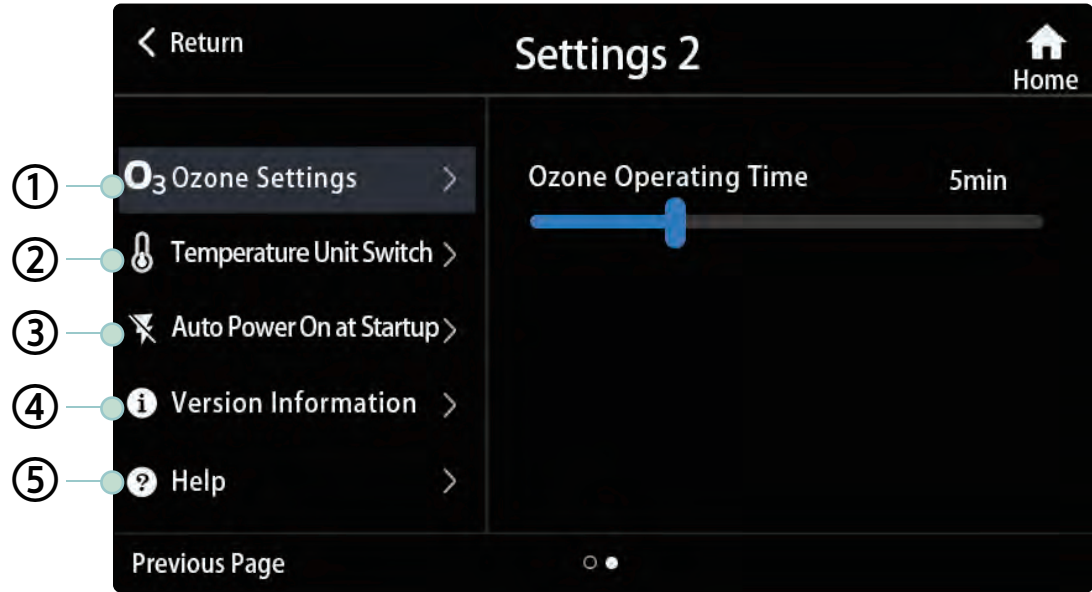 Return
Settings 2
Home
① O3 Ozone Settings
② Temperature Unit Switch
③ Auto Power On at Startup
④ Version Information
⑤ Help
Ozone Operating Time 5min
Previous Page